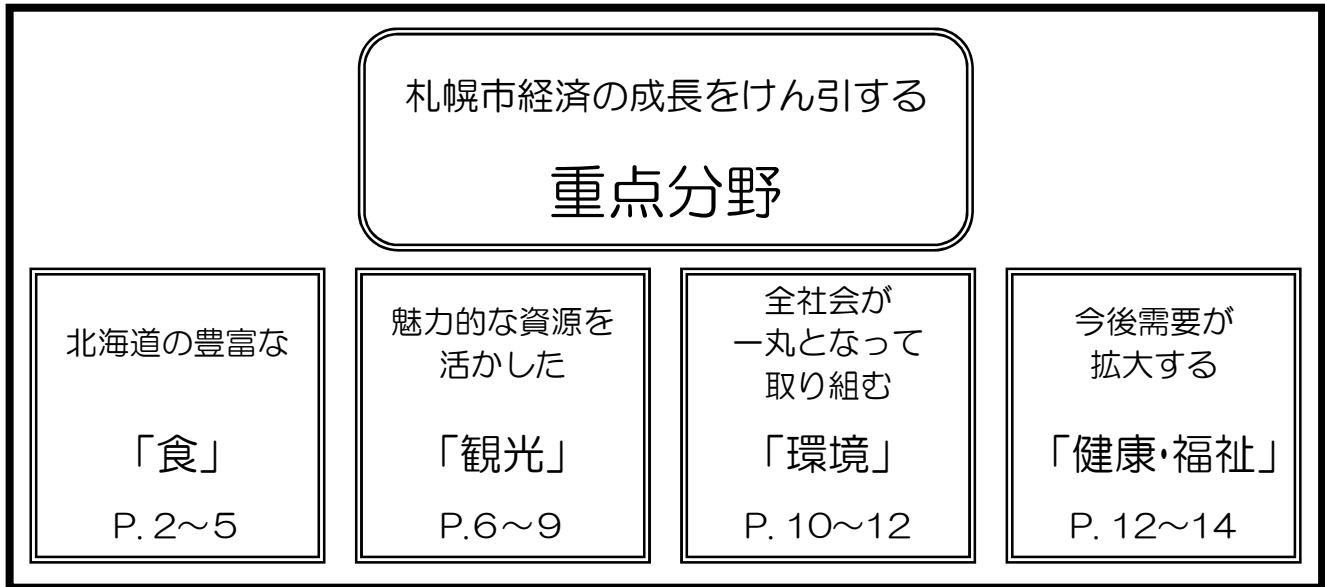 札幌市経済の成長をけん引する
重点分野
北海道の豊富な
「食」
P. 2~5
魅力的な資源を
活かした
「観光」
P.6~9
全社会が
一丸となって
取り組む
「環境」
P. 10~12
今後需要が
拡大する
「健康・福祉」
P. 12~14